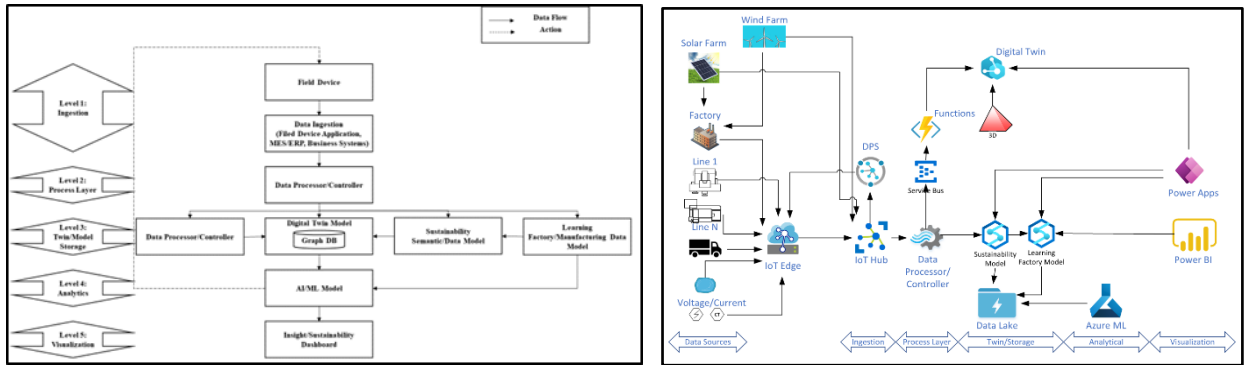 Data Flow
Action
Level 1:
Ingestion
Field Device
Data Ingestion
(Filed Device Application,
MES/ERP, Business Systems)
Level 2:
Process Layer
Data Processor/Controller
Level 3:
Twin/Model
Storage
Data Processor/Controller
Digital Twin Model
Graph DB
Sustainability
Semantic/Data Model
Learning
Factory/Manufacturing Data
Model
Level 4:
Analytics
AI/ML Model
Level 5:
Visualization
Insight/Sustainability
Dashboard
Wind Farm
Solar Farm
Digital Twin
Factory
Functions
3D
Line 1
DPS
Service Bus
Power Apps
Line N
IoT Edge
IoT Hub
Data
Processor/
Controller
Sustainability
Model
Learning
Factory Model
Power BI
Voltage/Current
CT
Data Lake
Azure ML
Data Sources
Ingestion
Process Layer
Twin/Storage
Analytical
Visualization